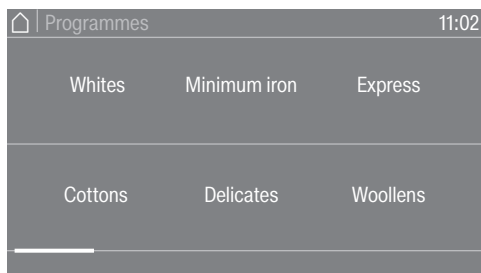 Programmes 11:02
Whites Minimum iron Express
Cottons Delicates Woollens